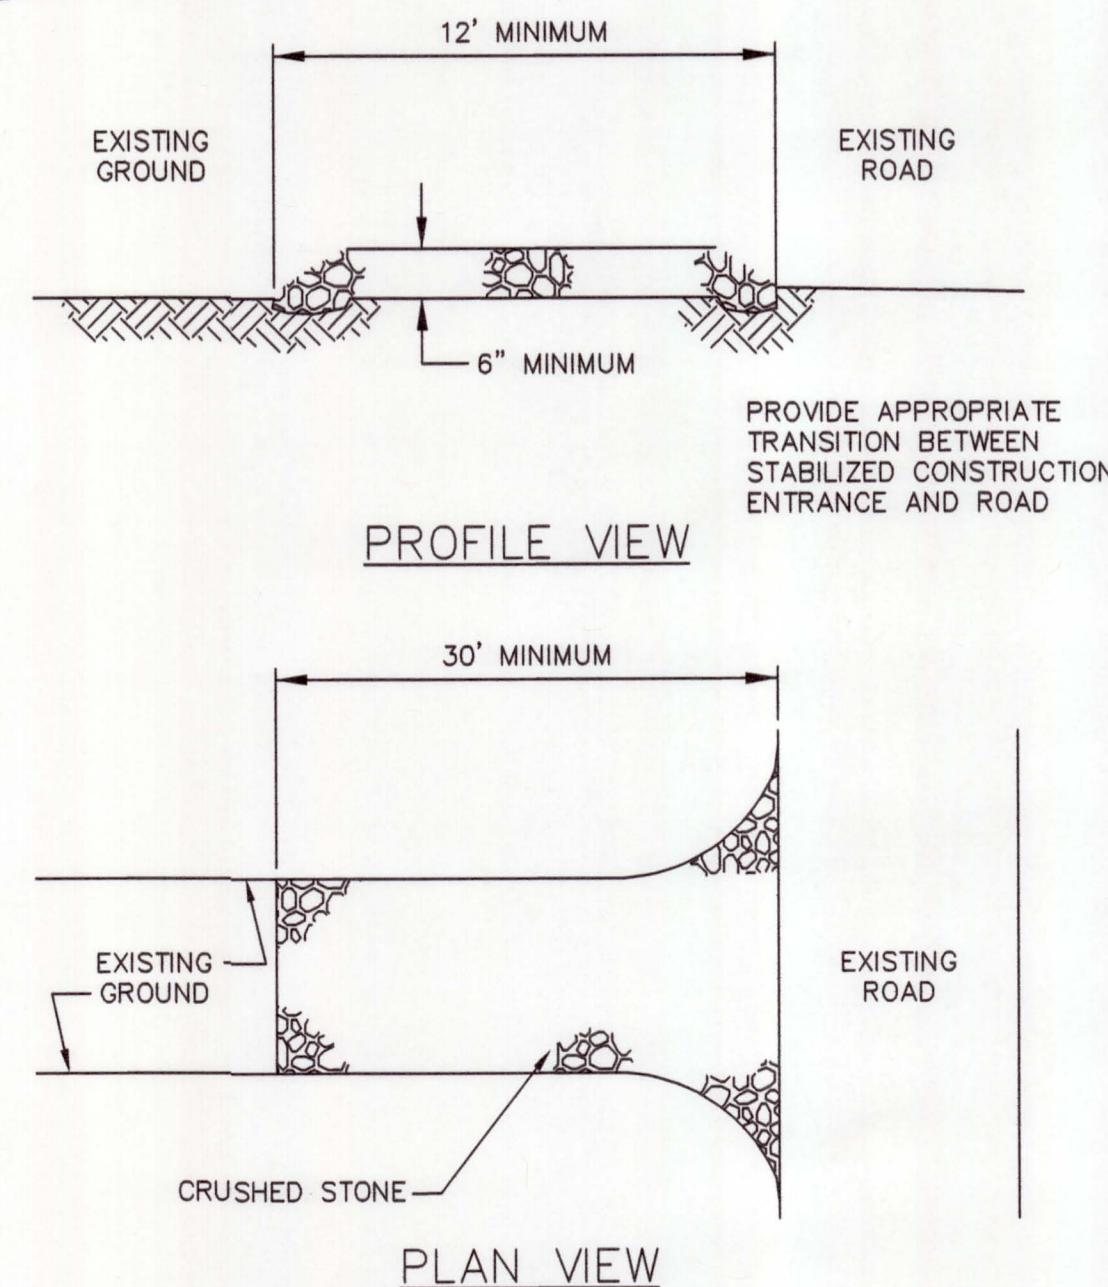 12' MINIMUM
EXISTING
GROUND
EXISTING
ROAD
6" MINIMUM
PROVIDE APPROPRIATE
TRANSITION BETWEEN
STABILIZED CONSTRUCTION
ENTRANCE AND ROAD
PROFILE VIEW
30' MINIMUM
EXISTING
GROUND
EXISTING
ROAD
CRUSHED STONE
PLAN VIEW